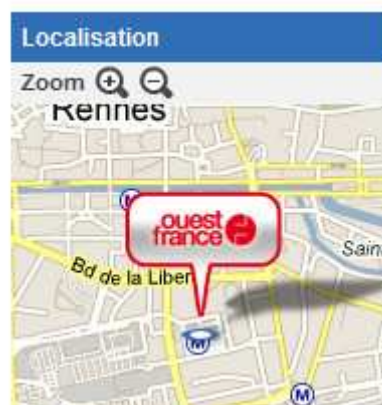 Localisation
Zoom
Rennes
ouest
france
Bd de la Liber
Sain
M
M